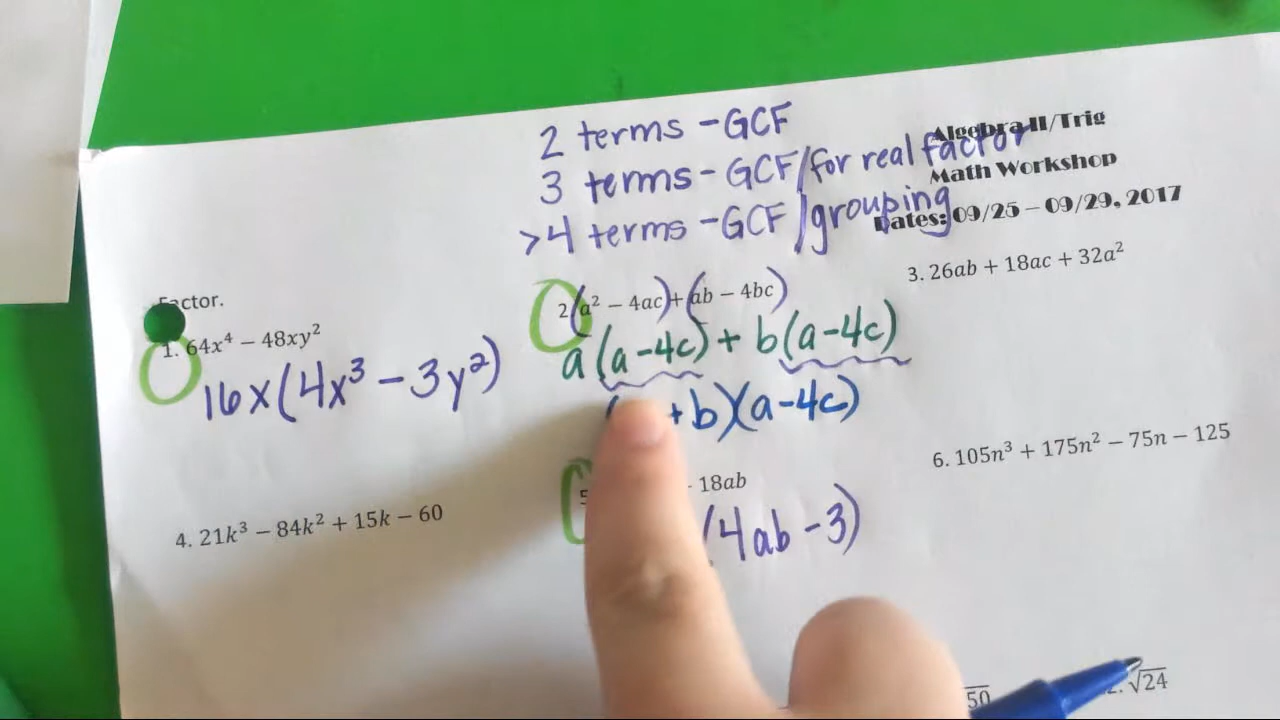 2 terms - GCF
3 terms - GCF/for real factor
>4 terms - GCF/grouping
Algebra II/Trig
Math Workshop
Dates: 09/25 – 09/29, 2017
Factor.
1. 64x⁴ − 48xy²
16x(4x³ - 3y²)
2(a² − 4ac)+(ab − 4bc)
a(a-4c) + b(a-4c)
+b)(a-4c)
3. 26ab + 18ac + 32a²
4. 21k³ − 84k² + 15k − 60
5
- 18ab
(4ab - 3)
6. 105n³ + 175n² − 75n − 125
50
√24